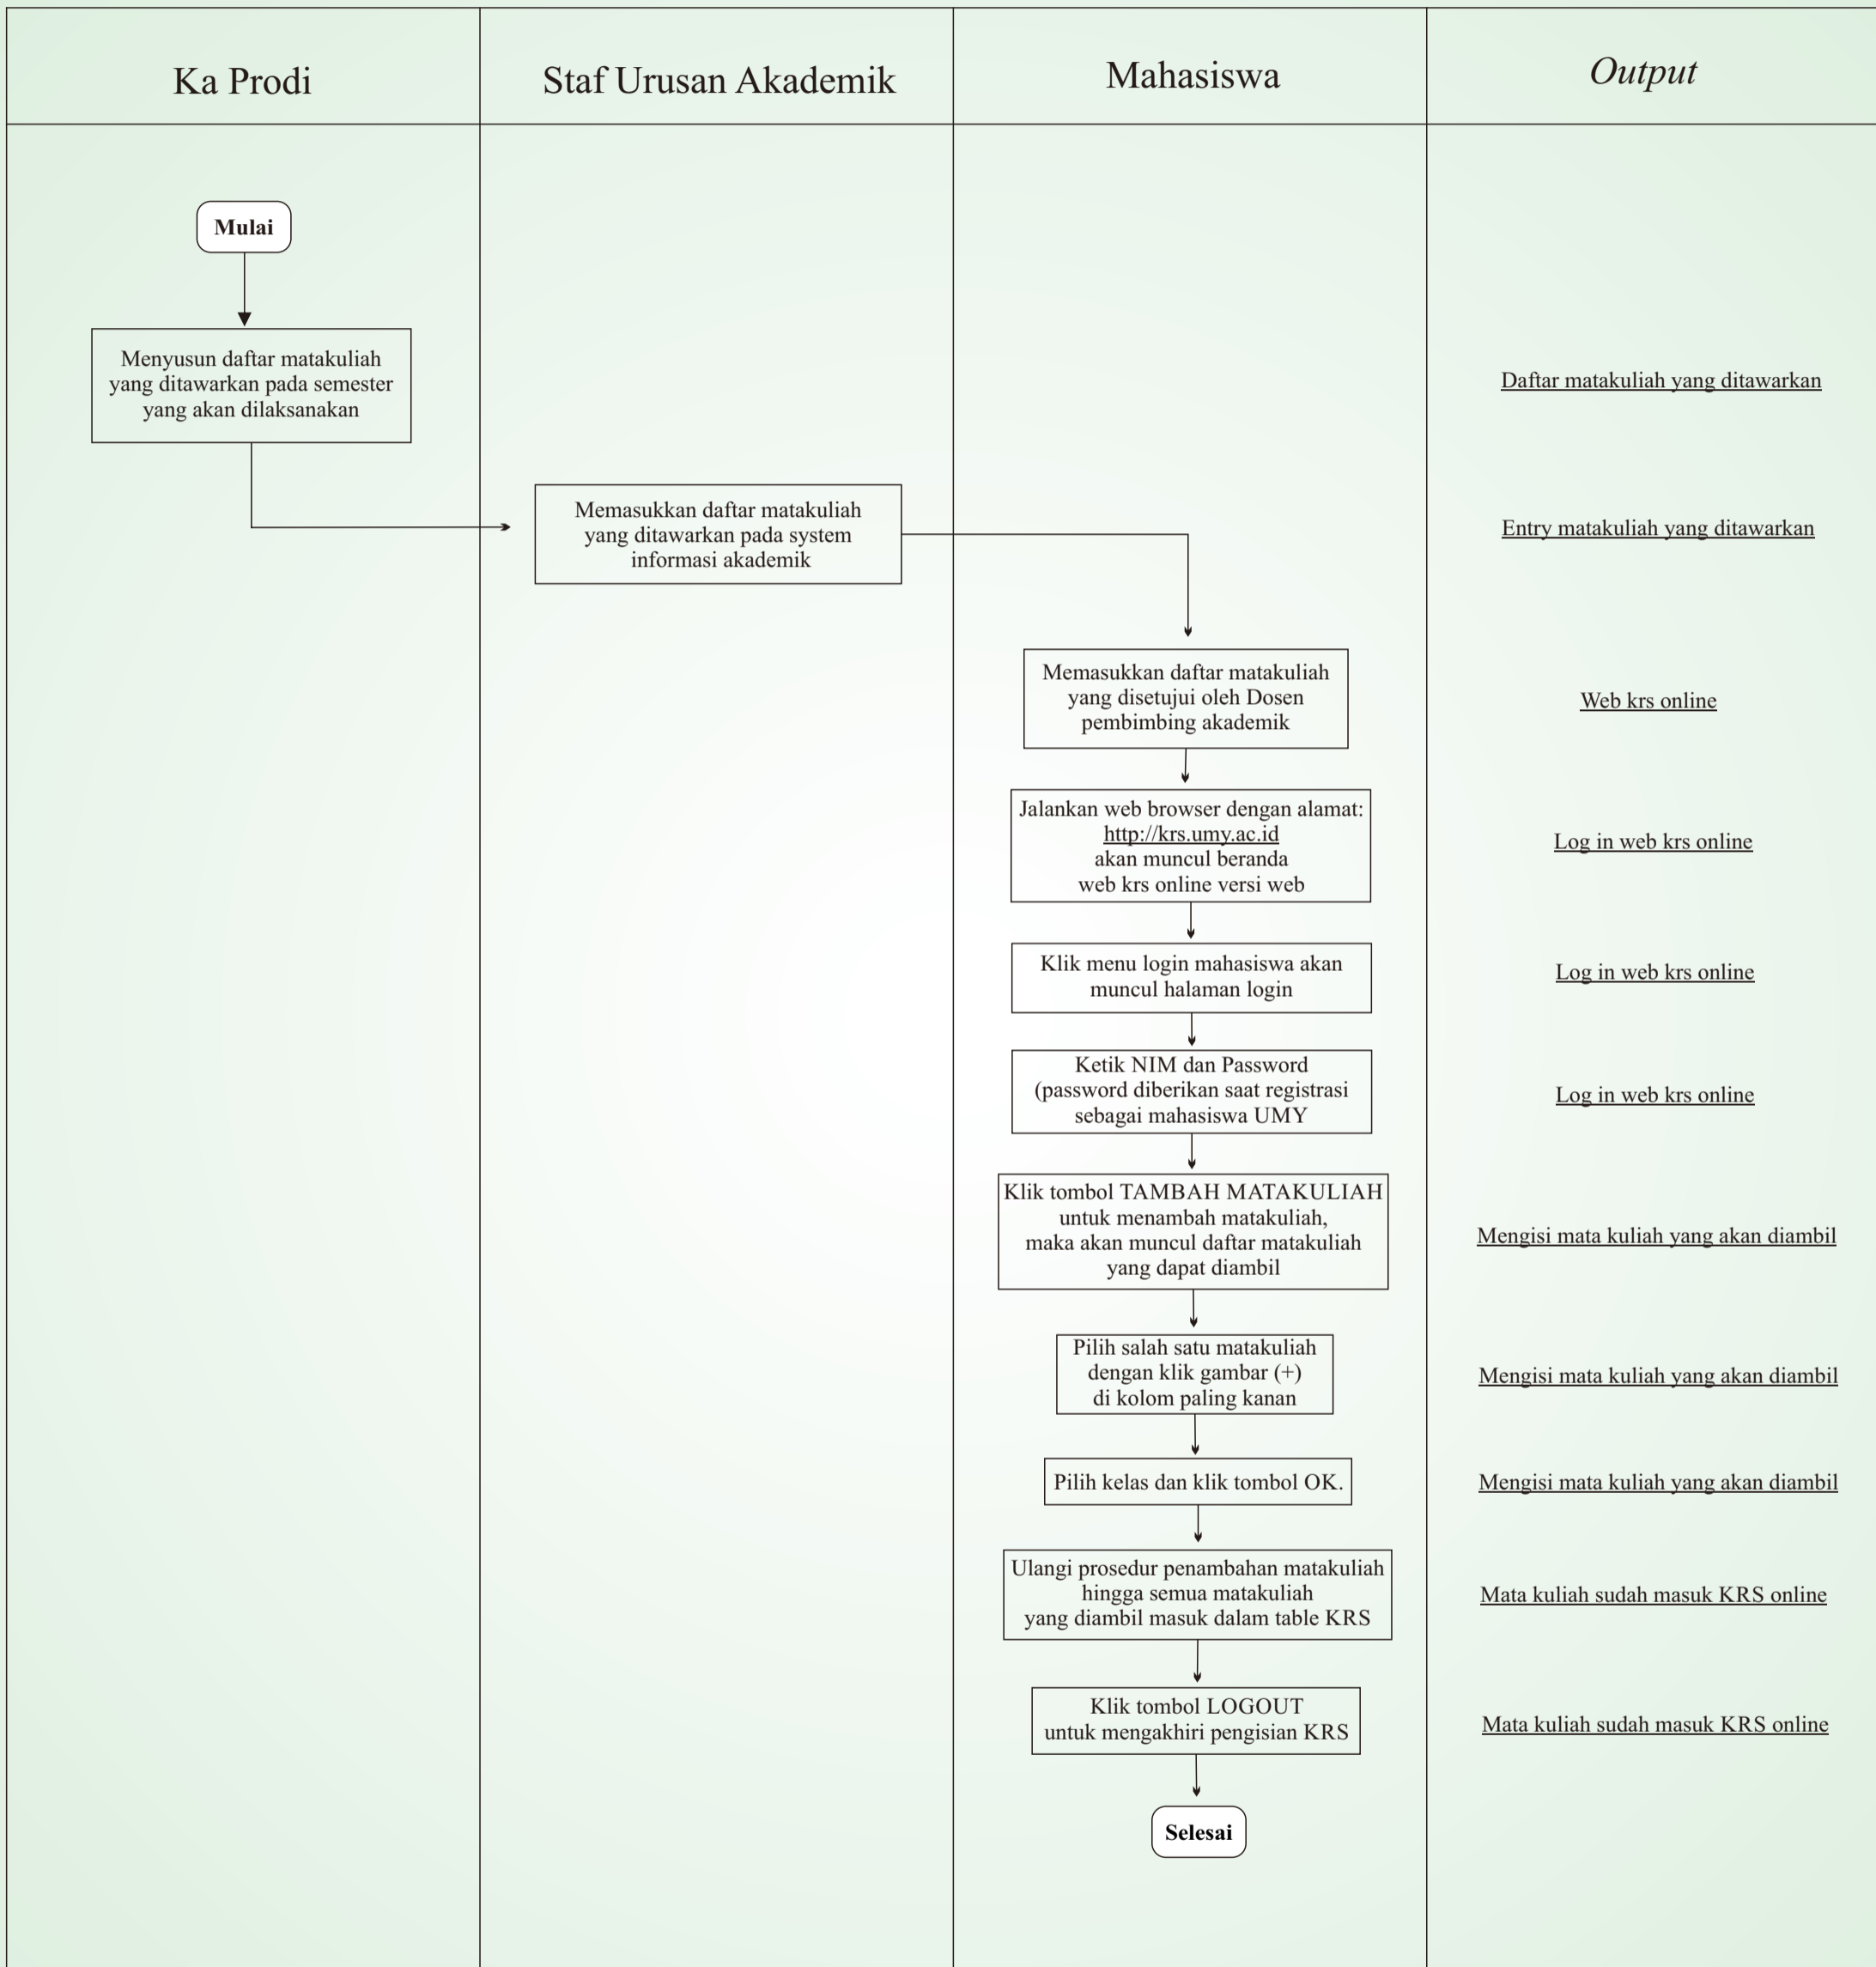 Ka Prodi
Staf Urusan Akademik
Mahasiswa
Output
Mulai
Menyusun daftar matakuliah
yang ditawarkan pada semester
yang akan dilaksanakan
Daftar matakuliah yang ditawarkan
Memasukkan daftar matakuliah
yang ditawarkan pada system
informasi akademik
Entry matakuliah yang ditawarkan
Memasukkan daftar matakuliah
yang disetujui oleh Dosen
pembimbing akademik
Web krs online
Jalankan web browser dengan alamat:
http://krs.umy.ac.id
akan muncul beranda
web krs online versi web
Log in web krs online
Klik menu login mahasiswa akan
muncul halaman login
Log in web krs online
Ketik NIM dan Password
(password diberikan saat registrasi
sebagai mahasiswa UMY
Log in web krs online
Klik tombol TAMBAH MATAKULIAH
untuk menambah matakuliah,
maka akan muncul daftar matakuliah
yang dapat diambil
Mengisi mata kuliah yang akan diambil
Pilih salah satu matakuliah
dengan klik gambar (+)
di kolom paling kanan
Mengisi mata kuliah yang akan diambil
Pilih kelas dan klik tombol OK.
Mengisi mata kuliah yang akan diambil
Ulangi prosedur penambahan matakuliah
hingga semua matakuliah
yang diambil masuk dalam table KRS
Mata kuliah sudah masuk KRS online
Klik tombol LOGOUT
untuk mengakhiri pengisian KRS
Mata kuliah sudah masuk KRS online
Selesai